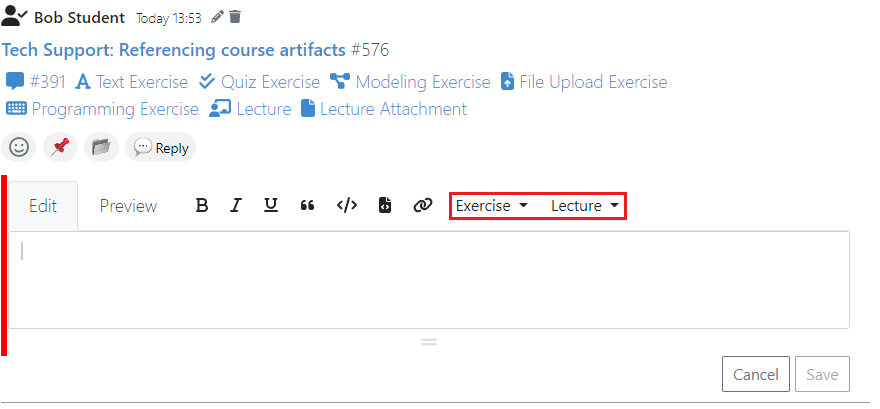 Bob Student Today 13:53
Tech Support: Referencing course artifacts #576
#391 Text Exercise Quiz Exercise Modeling Exercise File Upload Exercise
Programming Exercise Lecture Lecture Attachment
Reply
Edit Preview B I U Exercise Lecture
Cancel Save